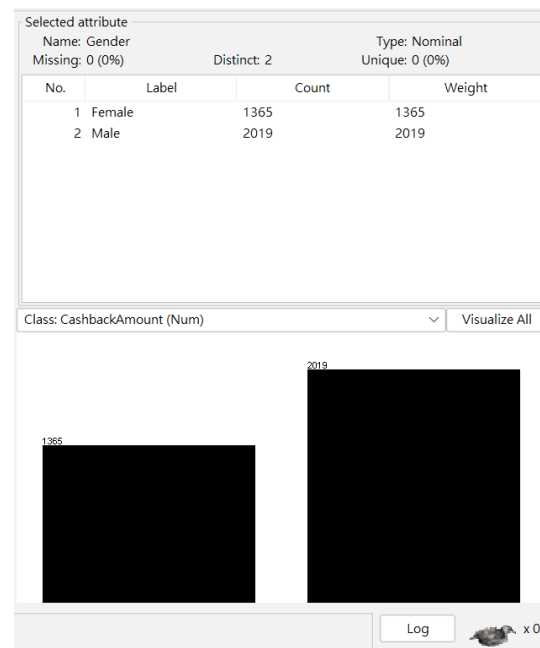 Selected attribute
Name: Gender Type: Nominal
Missing: 0 (0%) Distinct: 2 Unique: 0 (0%)
No. Label Count Weight
1 Female 1365 1365
2 Male 2019 2019
Class: CashbackAmount (Num) Visualize All
2019
1365
Log x 0